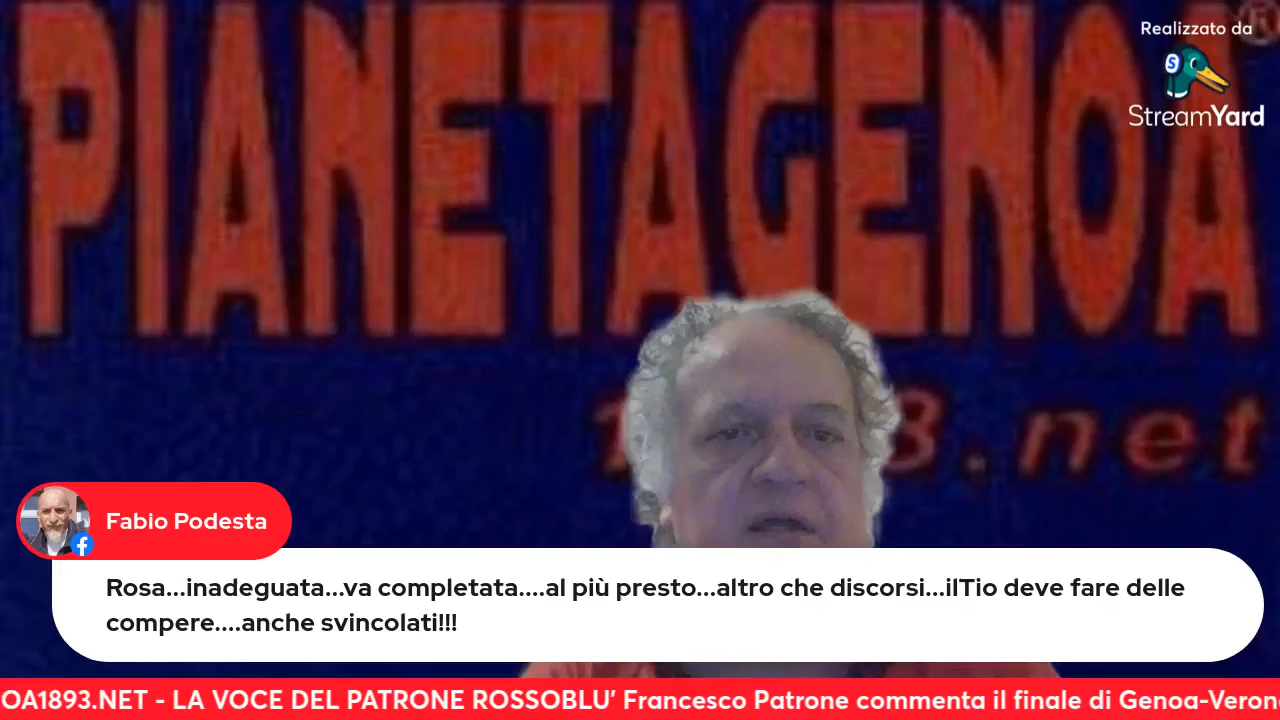 PIANETAGENOA
Realizzato da
StreamYard
.net
Fabio Podesta
Rosa...inadeguata...va completata....al più presto...altro che discorsi...ilTio deve fare delle
compere....anche svincolati!!!
OA1893.NET - LA VOCE DEL PATRONE ROSSOBLU’ Francesco Patrone commenta il finale di Genoa-Veron